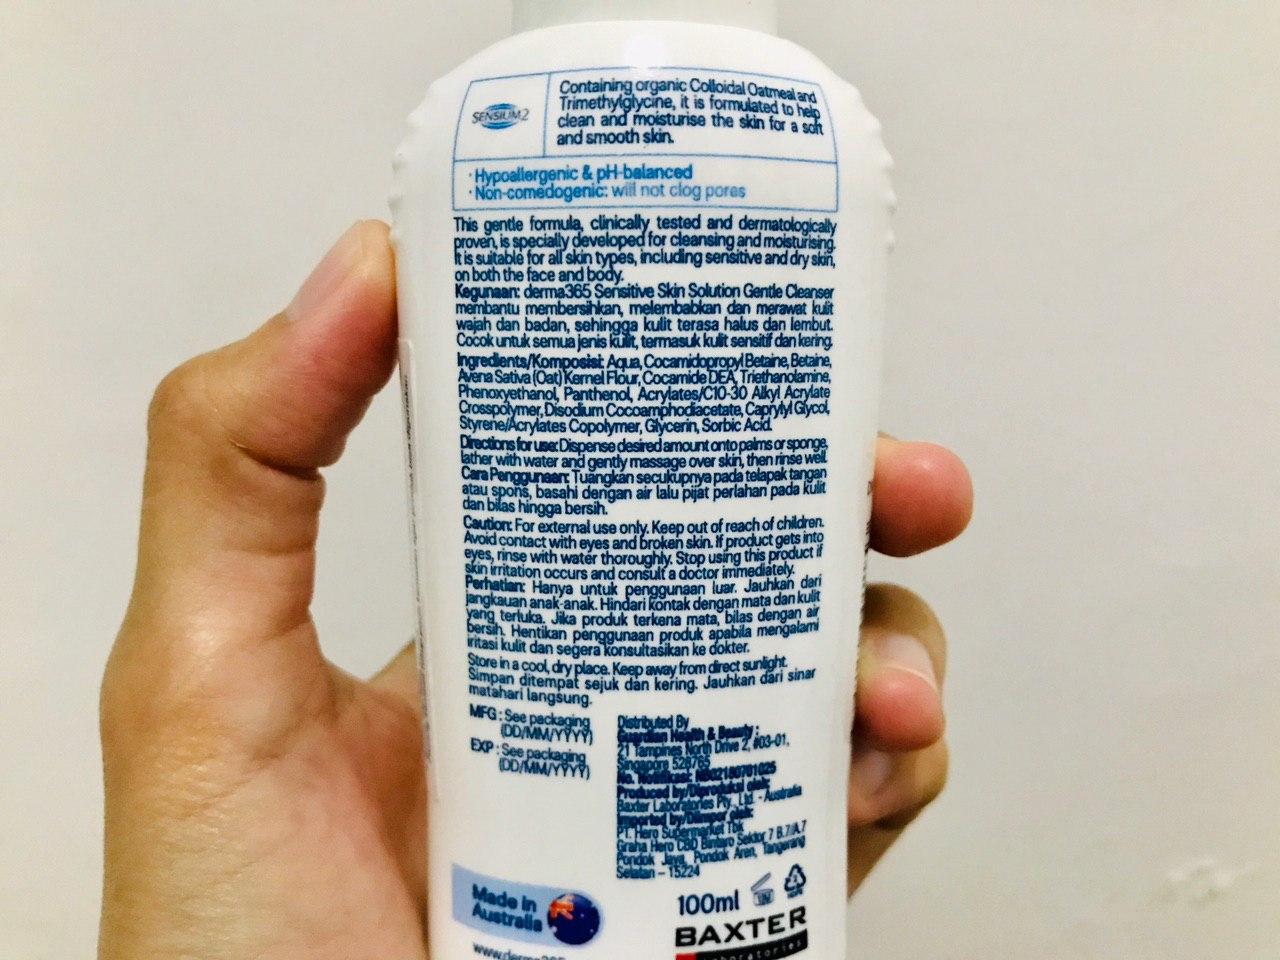 SENSIUM2
Containing organic Colloidal Oatmeal and
Trimethylglycine, it is formulated to help
clean and moisturise the skin for a soft
and smooth skin.
· Hypoallergenic & pH-balanced
· Non-comedogenic: will not clog pores
This gentle formula, clinically tested and dermatologically
proven, is specially developed for cleansing and moisturising.
It is suitable for all skin types, including sensitive and dry skin,
on both the face and body.
Kegunaan: derma365 Sensitive Skin Solution Gentle Cleanser
membantu membersihkan, melembabkan dan merawat kulit
wajah dan badan, sehingga kulit terasa halus dan lembut.
Cocok untuk semua jenis kulit, termasuk kulit sensitif dan kering.
Ingredients/Komposisi: Aqua, Cocamidopropyl Betaine, Betaine,
Avena Sativa (Oat) Kernel Flour, Cocamide DEA, Triethanolamine,
Phenoxyethanol, Panthenol, Acrylates/C10-30 Alkyl Acrylate
Crosspolymer, Disodium Cocoamphodiacetate, Caprylyl Glycol,
Styrene/Acrylates Copolymer, Glycerin, Sorbic Acid.
Directions for use: Dispense desired amount onto palms or sponge,
lather with water and gently massage over skin, then rinse well.
Cara Penggunaan: Tuangkan secukupnya pada telapak tangan
atau spons, basahi dengan air lalu pijat perlahan pada kulit
dan bilas hingga bersih.
Caution: For external use only. Keep out of reach of children.
Avoid contact with eyes and broken skin. If product gets into
eyes, rinse with water thoroughly. Stop using this product if
skin irritation occurs and consult a doctor immediately.
Perhatian: Hanya untuk penggunaan luar. Jauhkan dari
jangkauan anak-anak. Hindari kontak dengan mata dan kulit
yang terluka. Jika produk terkena mata, bilas dengan air
bersih. Hentikan penggunaan produk apabila mengalami
iritasi kulit dan segera konsultasikan ke dokter.
Store in a cool, dry place. Keep away from direct sunlight.
Simpan ditempat sejuk dan kering. Jauhkan dari sinar
matahari langsung.
MFG : See packaging
(DD/MM/YYYY)
EXP : See packaging
(DD/MM/YYYY)
Distributed By
Guardian Health & Beauty :
21 Tampines North Drive 2, #03-01,
Singapore 528765
No. Notifikasi:
Produced by/Diproduksi oleh:
Baxter Laboratories Pty. Ltd. - Australia
Imported by/Diimpor oleh:
PT. Hero Supermarket Tbk
Graha Hero CBD Bintaro Sektor 7 B.7/A.7
Pondok Jaya, Pondok Aren, Tangerang
Selatan – 15224
Made in
Australia
100ml
BAXTER
laboratories